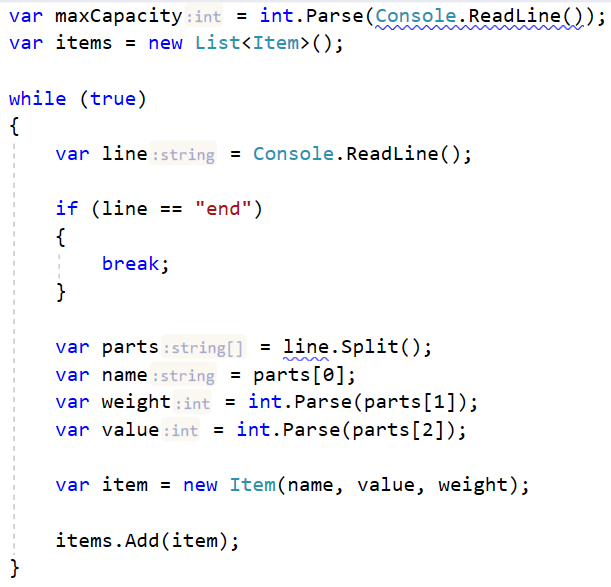 var maxCapacity:int = int.Parse(Console.ReadLine());
var items = new List<Item>();
while (true)
{
var line:string = Console.ReadLine();
if (line == "end")
{
break;
}
var parts:string[] = line.Split();
var name:string = parts[0];
var weight:int = int.Parse(parts[1]);
var value:int = int.Parse(parts[2]);
var item = new Item(name, value, weight);
items.Add(item);
}